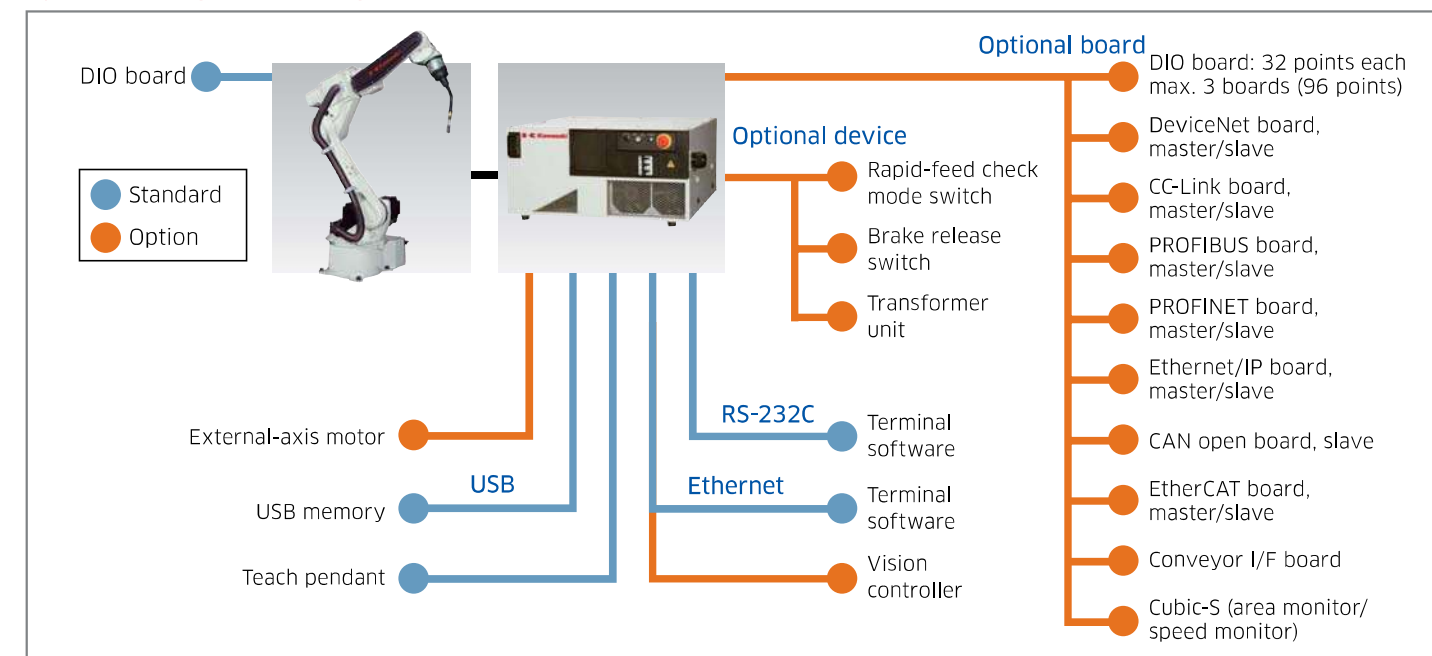 DIO board
Standard
Option
Kawasaki
Optional device
Rapid-feed check
mode switch
Brake release
switch
Transformer
unit
Optional board
DIO board: 32 points each
max. 3 boards (96 points)
DeviceNet board,
master/slave
CC-Link board,
master/slave
PROFIBUS board,
master/slave
PROFINET board,
master/slave
Ethernet/IP board,
master/slave
CAN open board, slave
EtherCAT board,
master/slave
Conveyor I/F board
Cubic-S (area monitor/
speed monitor)
External-axis motor
USB
USB memory
Teach pendant
RS-232C
Terminal
software
Ethernet
Terminal
software
Vision
controller